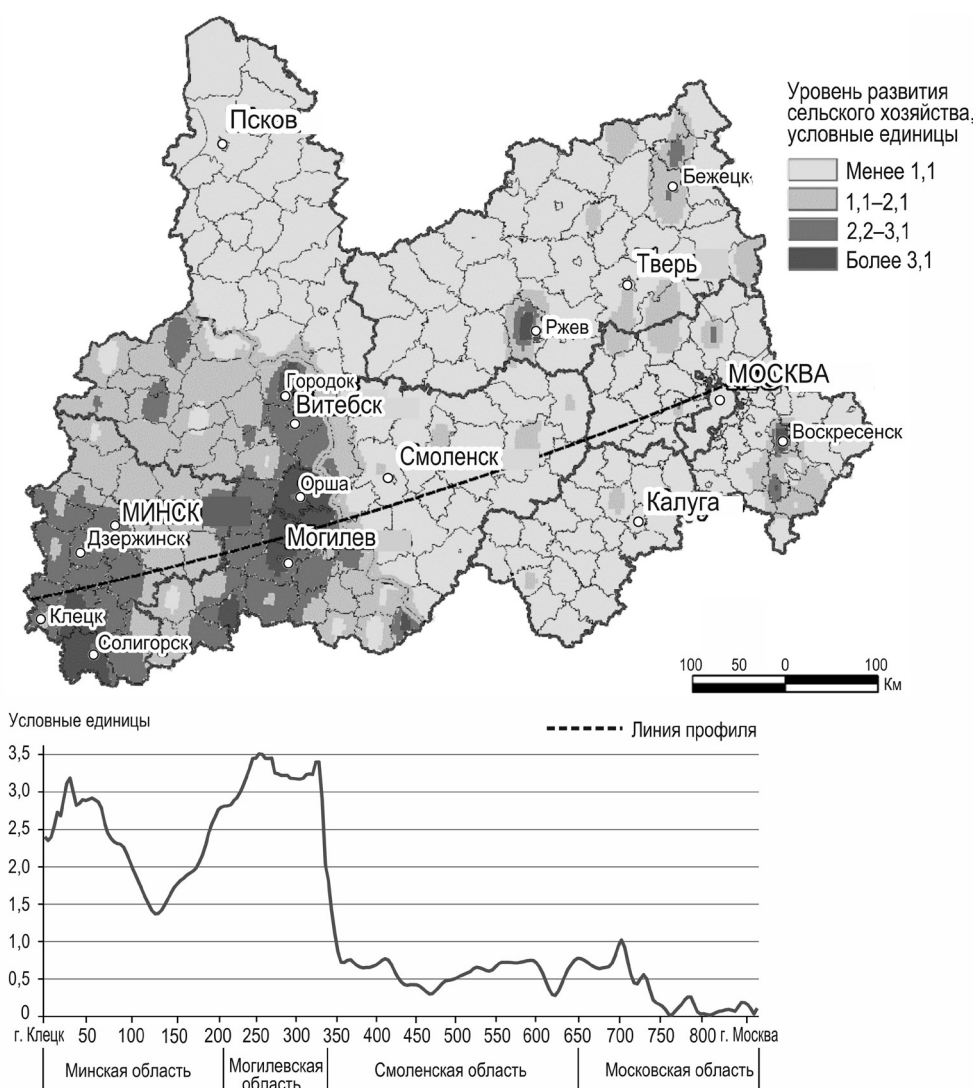 Псков
Уровень развития
сельского хозяйства,
условные единицы
Менее 1,1
1,1–2,1
2,2–3,1
Более 3,1
Бежецк
Тверь
Ржев
МОСКВА
Городок
Витебск
Воскресенск
Смоленск
Орша
Калуга
МИНСК
Дзержинск
Могилев
Клецк
Солигорск
100 50 0 100
Км
Условные единицы
Линия профиля
3,5
3,0
2,5
2,0
1,5
1,0
0,5
0
г. Клецк 50 100 150 200 250 300 350 400 450 500 550 600 650 700 750 800 г. Москва
Минская область
Могилевская
область
Смоленская область
Московская область